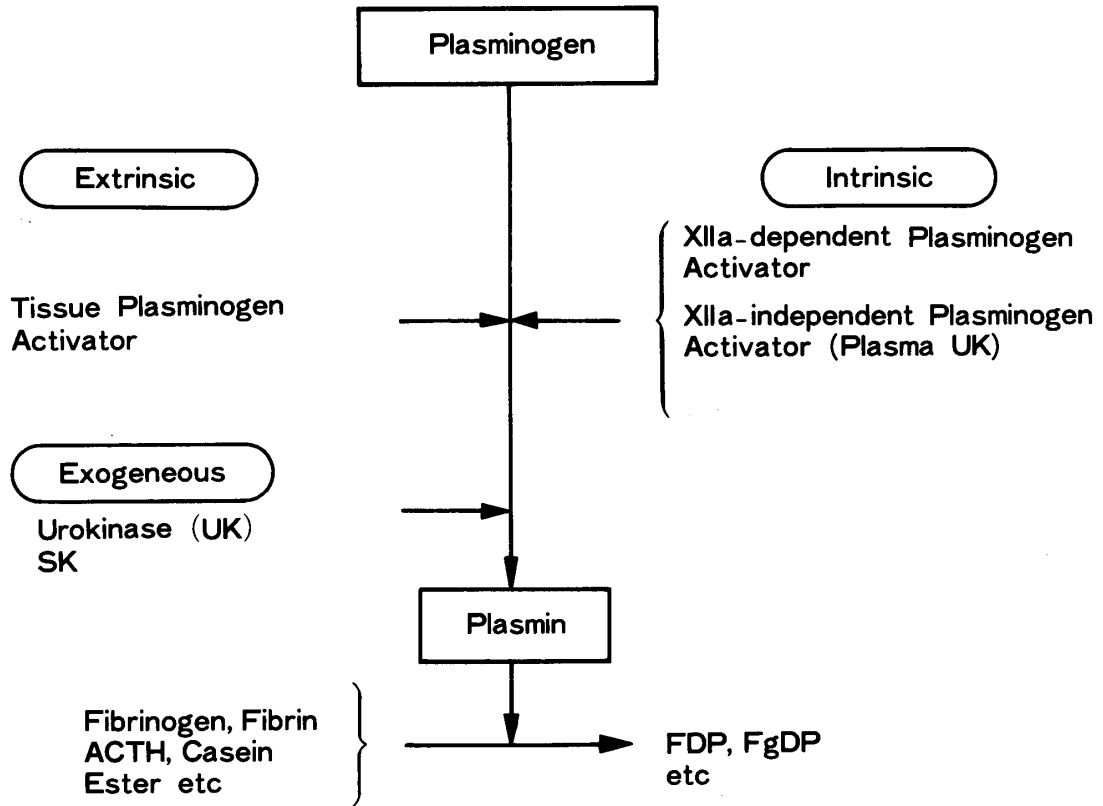 Plasminogen
Extrinsic
Intrinsic
XIIa-dependent Plasminogen
Activator
Tissue Plasminogen
Activator
XIIa-independent Plasminogen
Activator (Plasma UK)
Exogeneous
Urokinase (UK)
SK
Plasmin
Fibrinogen, Fibrin
ACTH, Casein
Ester etc
FDP, FgDP
etc